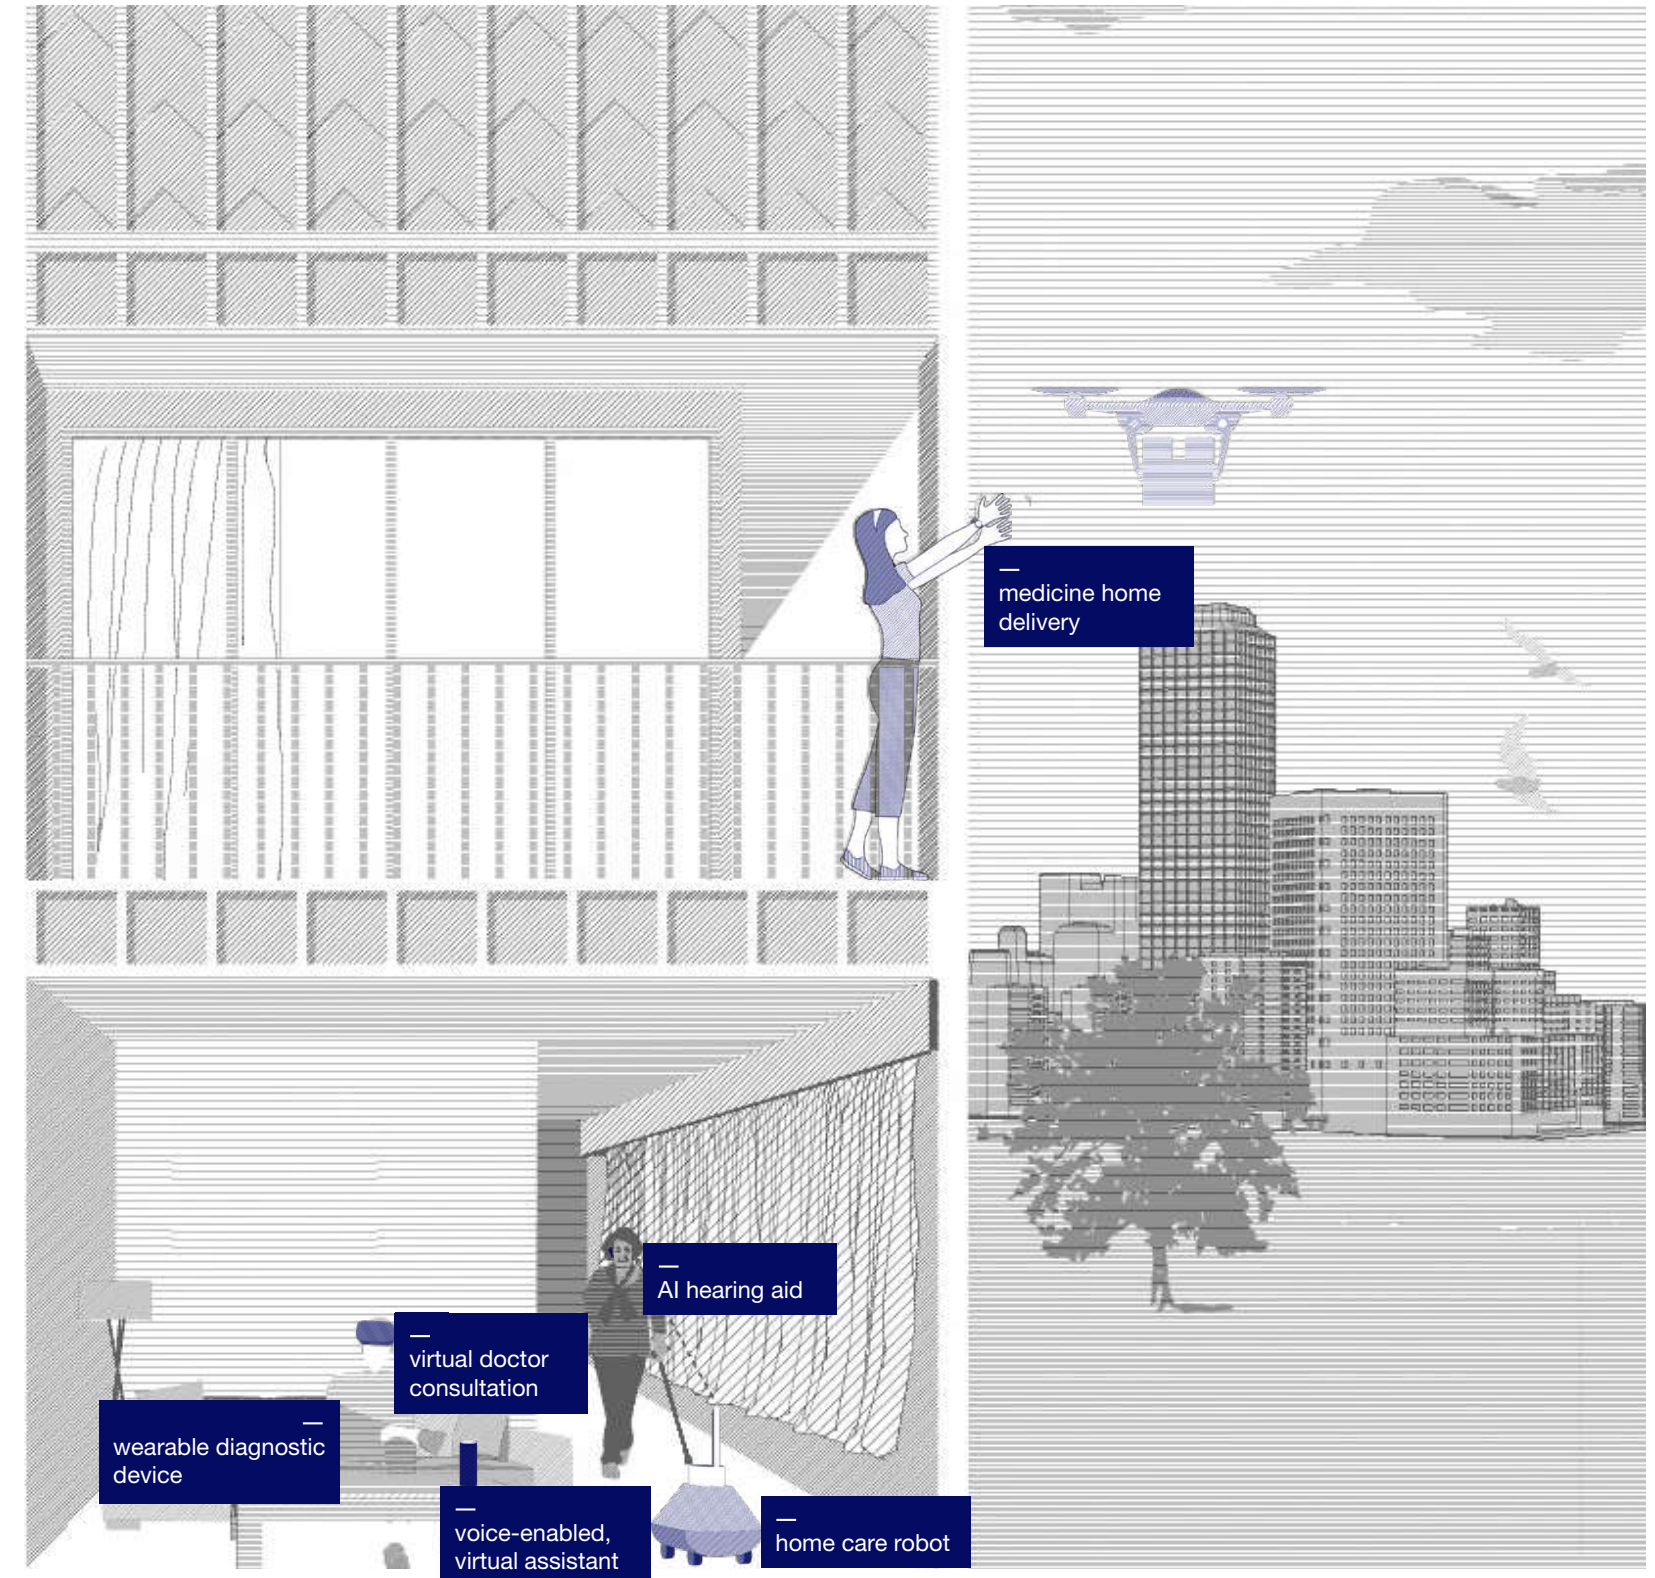 —
medicine home
delivery
—
AI hearing aid
—
virtual doctor
consultation
—
wearable diagnostic
device
—
voice-enabled,
virtual assistant
—
home care robot